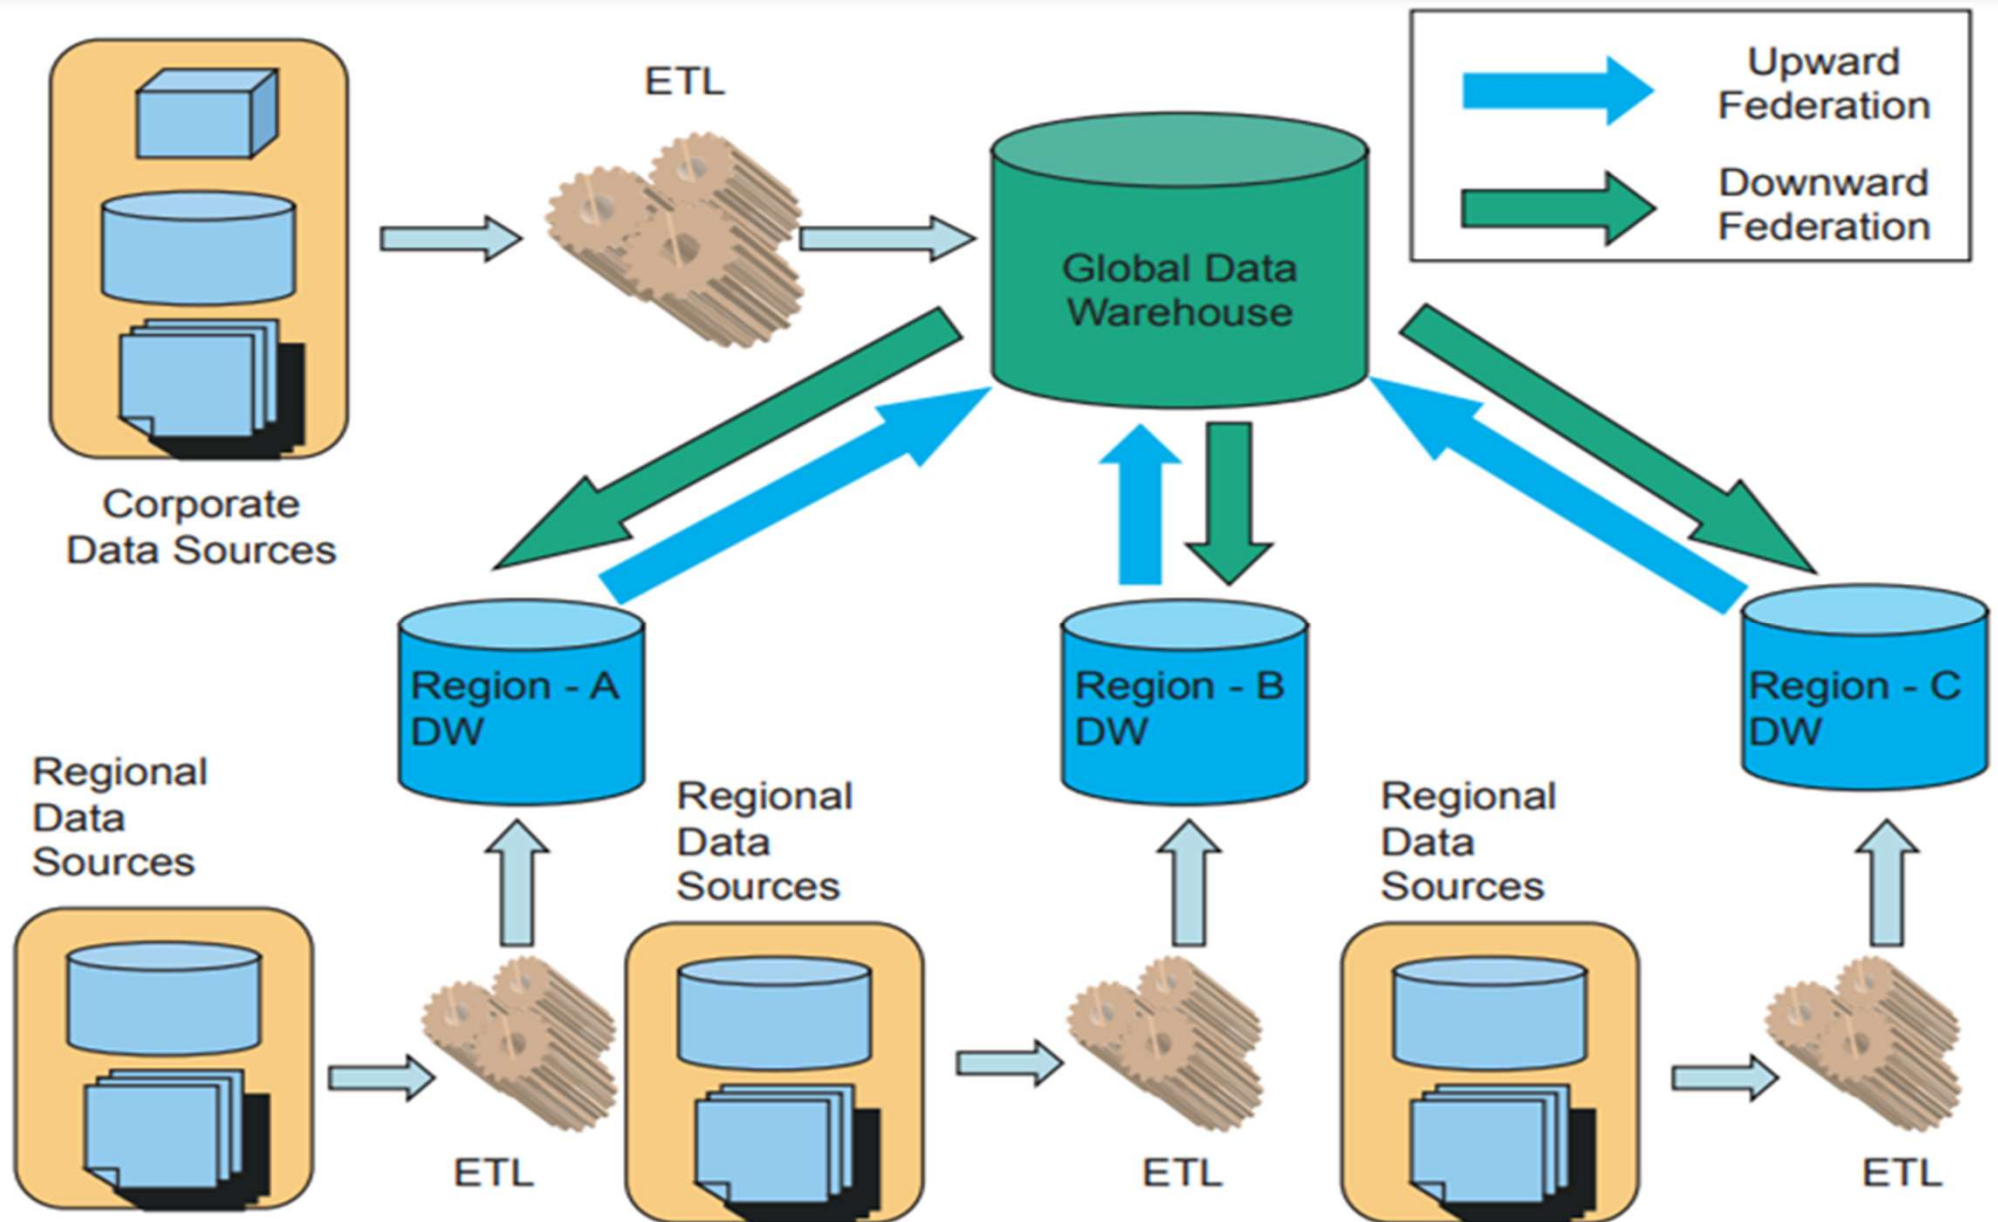 ETL
Upward
Federation
Downward
Federation
Global Data
Warehouse
Corporate
Data Sources
Region - A
DW
Region - B
DW
Region - C
DW
Regional
Data
Sources
Regional
Data
Sources
Regional
Data
Sources
ETL
ETL
ETL